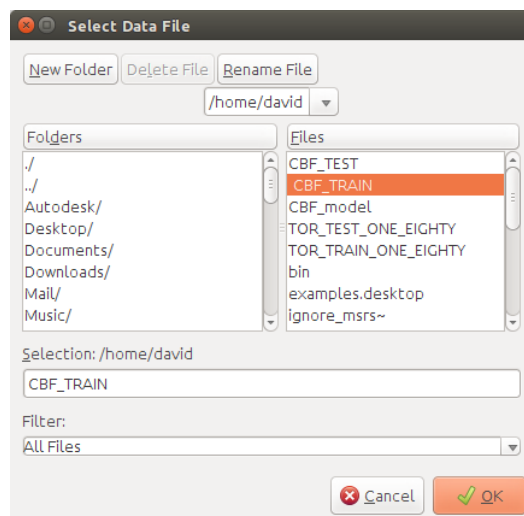 Select Data File
New Folder Delete File Rename File
/home/david
Folders Files
./ CBF_TEST
../ CBF_TRAIN
Autodesk/ CBF_model
Desktop/ TOR_TEST_ONE_EIGHTY
Documents/ TOR_TRAIN_ONE_EIGHTY
Downloads/ bin
Mail/ examples.desktop
Music/ ignore_msrs~
Selection: /home/david
CBF_TRAIN
Filter:
All Files
Cancel OK